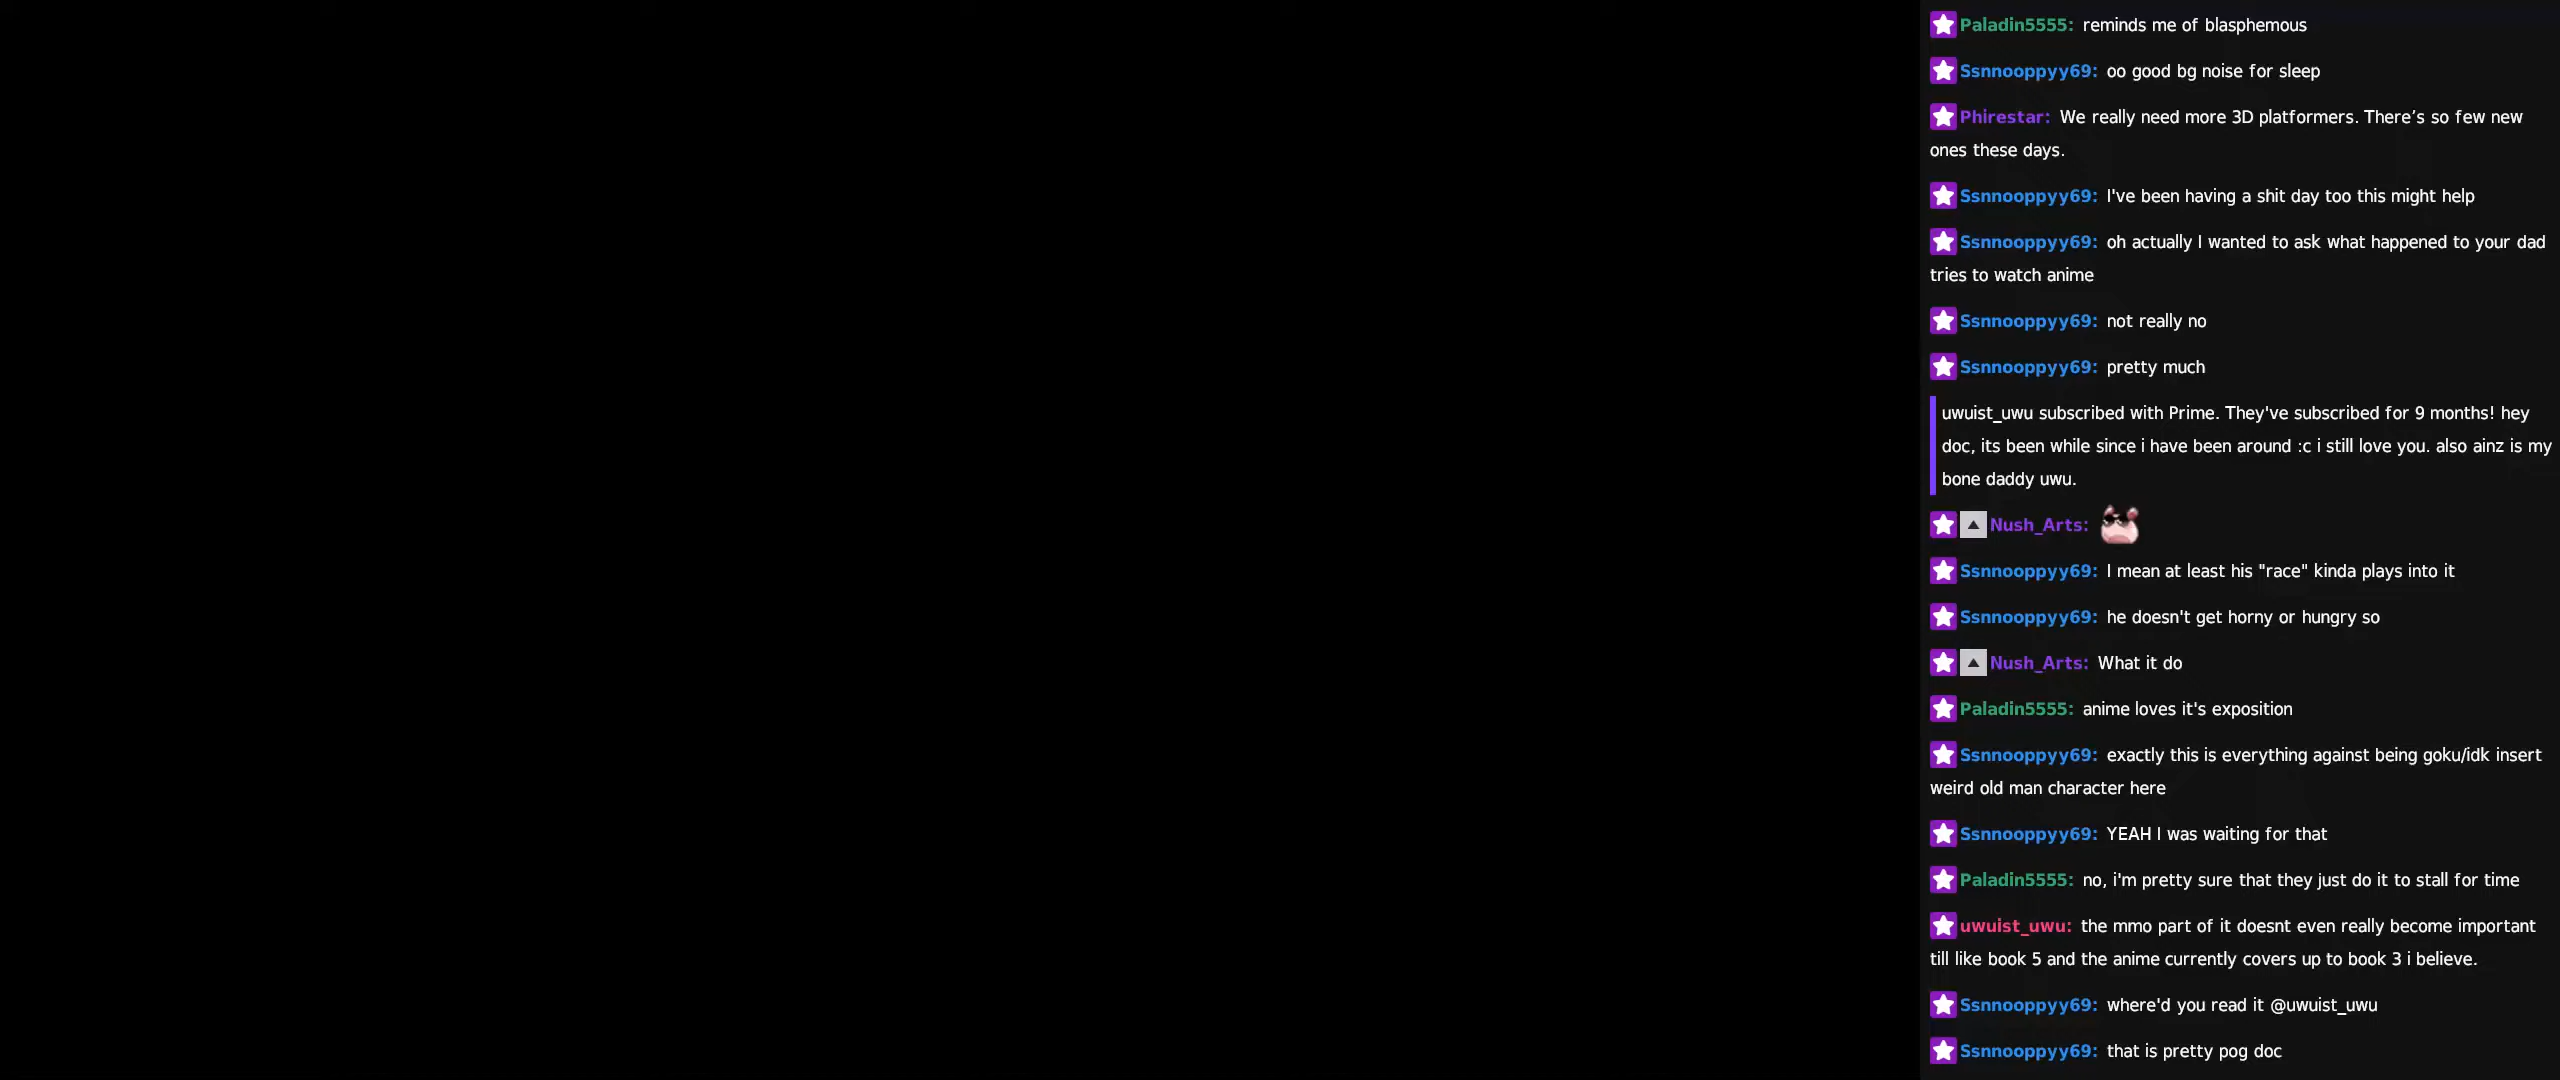 Paladin5555: reminds me of blasphemous
Ssnnooppyy69: oo good bg noise for sleep
Phirestar: We really need more 3D platformers. There’s so few new
ones these days.
Ssnnooppyy69: I've been having a shit day too this might help
Ssnnooppyy69: oh actually I wanted to ask what happened to your dad
tries to watch anime
Ssnnooppyy69: not really no
Ssnnooppyy69: pretty much
uwuist_uwu subscribed with Prime. They've subscribed for 9 months! hey
doc, its been while since i have been around :c i still love you. also ainz is my
bone daddy uwu.
Nush_Arts:
Ssnnooppyy69: I mean at least his "race" kinda plays into it
Ssnnooppyy69: he doesn't get horny or hungry so
Nush_Arts: What it do
Paladin5555: anime loves it's exposition
Ssnnooppyy69: exactly this is everything against being goku/idk insert
weird old man character here
Ssnnooppyy69: YEAH I was waiting for that
Paladin5555: no, i'm pretty sure that they just do it to stall for time
uwuist_uwu: the mmo part of it doesnt even really become important
till like book 5 and the anime currently covers up to book 3 i believe.
Ssnnooppyy69: where'd you read it @uwuist_uwu
Ssnnooppyy69: that is pretty pog doc